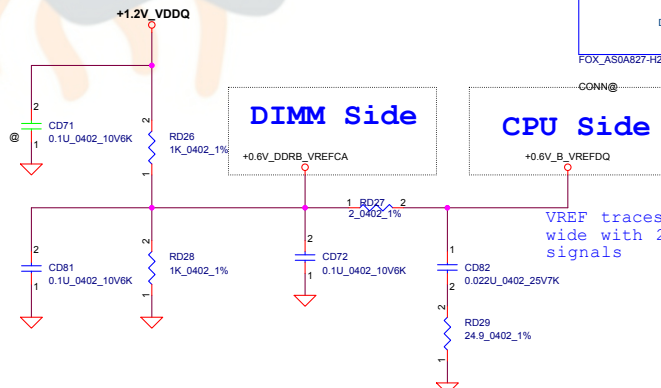 +1.2V_VDDQ
D
FOX_AS0A827-H2
CONN@
DIMM Side
CPU Side
+0.6V_DDRB_VREFCA
+0.6V_B_VREFDQ
2
CD71
0.1U_0402_10V6K
@
1
2
RD26
1K_0402_1%
1
1
RD27
2
2_0402_1%
VREF traces
wide with 2
signals
2
CD81
0.1U_0402_10V6K
1
2
RD28
1K_0402_1%
1
2
CD72
0.1U_0402_10V6K
1
1
CD82
0.022U_0402_25V7K
2
2
RD29
24.9_0402_1%
1